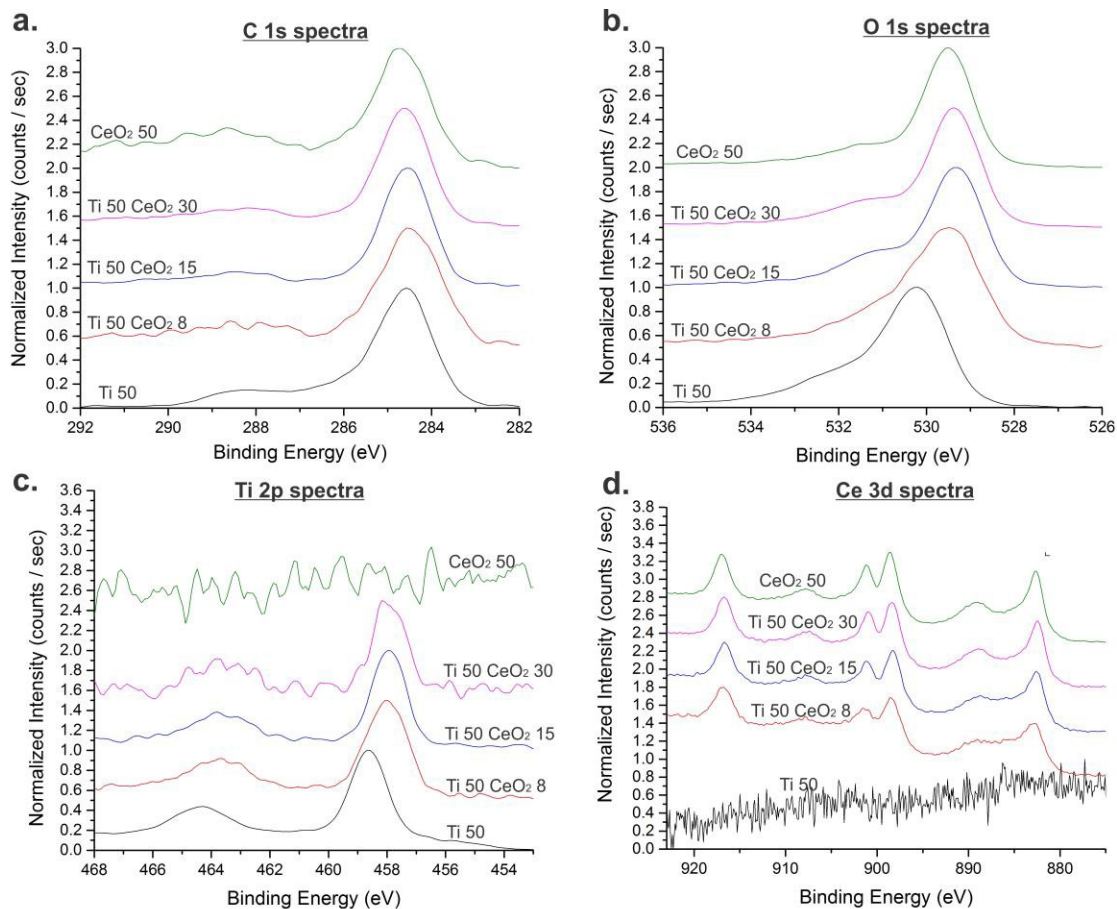 a.
C 1s spectra
Normalized Intensity (counts / sec)
3.0
2.8
2.6
2.4
2.2
2.0
1.8
1.6
1.4
1.2
1.0
0.8
0.6
0.4
0.2
0.0
CeO₂ 50
Ti 50 CeO₂ 30
Ti 50 CeO₂ 15
Ti 50 CeO₂ 8
Ti 50
292 290 288 286 284 282
Binding Energy (eV)
b.
O 1s spectra
Normalized Intensity (counts / sec)
3.0
2.8
2.6
2.4
2.2
2.0
1.8
1.6
1.4
1.2
1.0
0.8
0.6
0.4
0.2
0.0
CeO₂ 50
Ti 50 CeO₂ 30
Ti 50 CeO₂ 15
Ti 50 CeO₂ 8
Ti 50
536 534 532 530 528 526
Binding Energy (eV)
c.
Ti 2p spectra
Normalized Intensity (counts / sec)
3.6
3.4
3.2
3.0
2.8
2.6
2.4
2.2
2.0
1.8
1.6
1.4
1.2
1.0
0.8
0.6
0.4
0.2
0.0
CeO₂ 50
Ti 50 CeO₂ 30
Ti 50 CeO₂ 15
Ti 50 CeO₂ 8
Ti 50
468 466 464 462 460 458 456 454
Binding Energy (eV)
d.
Ce 3d spectra
Normalized Intensity (counts / sec)
3.8
3.6
3.4
3.2
3.0
2.8
2.6
2.4
2.2
2.0
1.8
1.6
1.4
1.2
1.0
0.8
0.6
0.4
0.2
0.0
CeO₂ 50
Ti 50 CeO₂ 30
Ti 50 CeO₂ 15
Ti 50 CeO₂ 8
Ti 50
920 910 900 890 880
Binding Energy (eV)